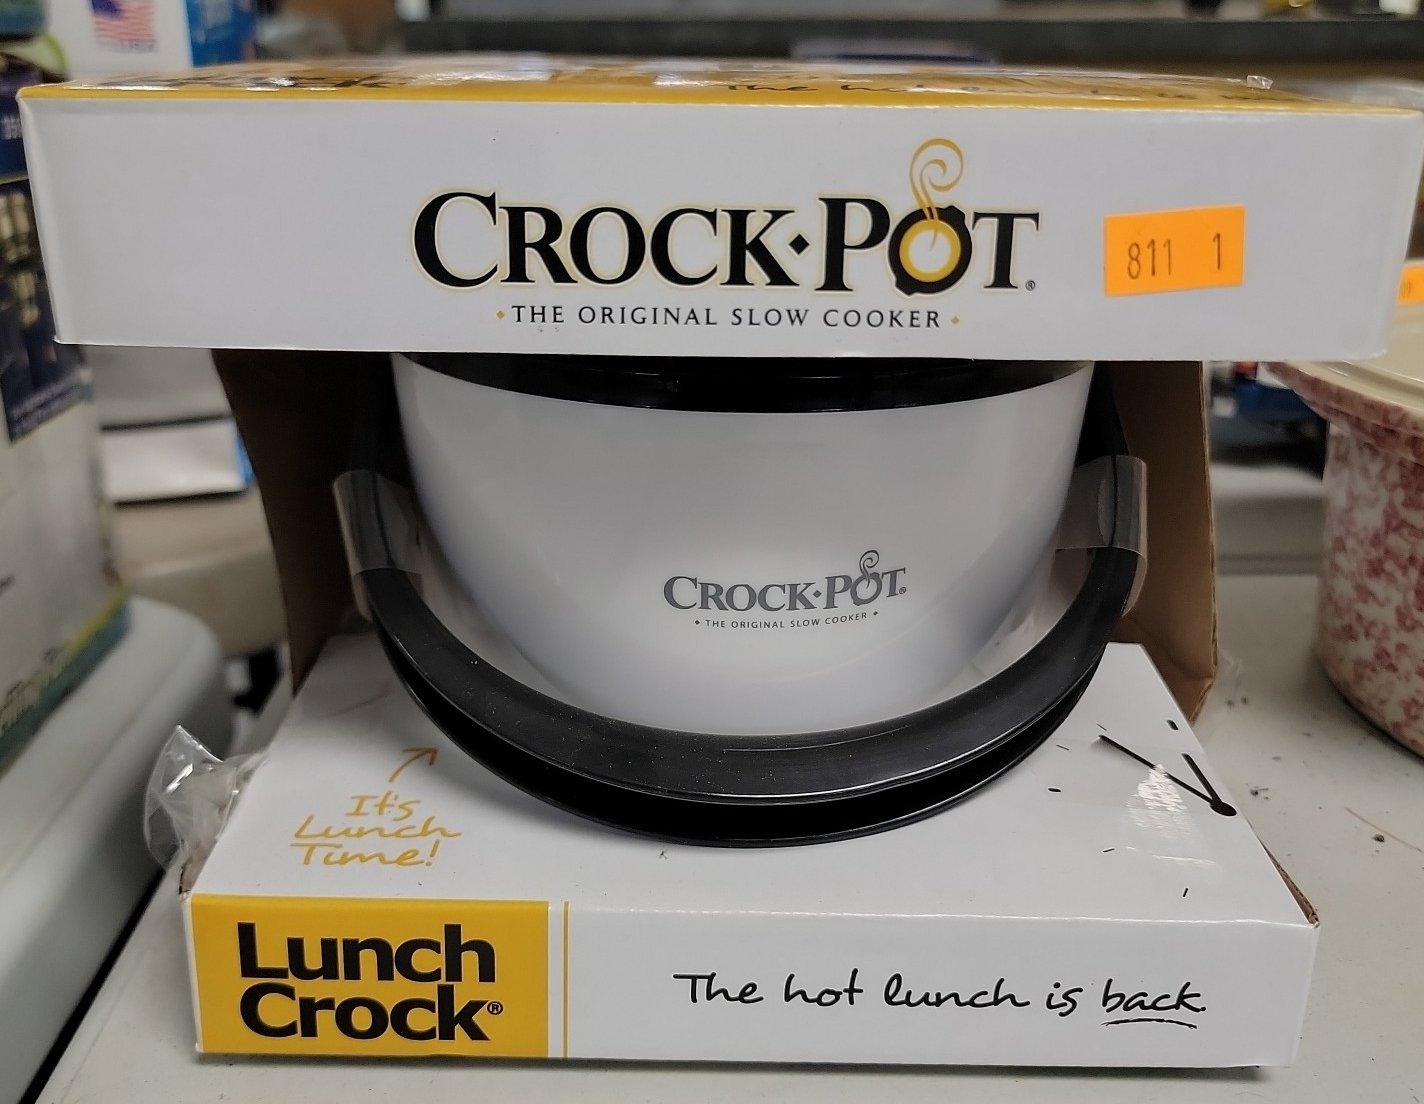 CROCK·POT®
· THE ORIGINAL SLOW COOKER ·
811 1
CROCK·POT®
· THE ORIGINAL SLOW COOKER ·
It's
Lunch
Time!
Lunch
Crock®
The hot lunch is back.